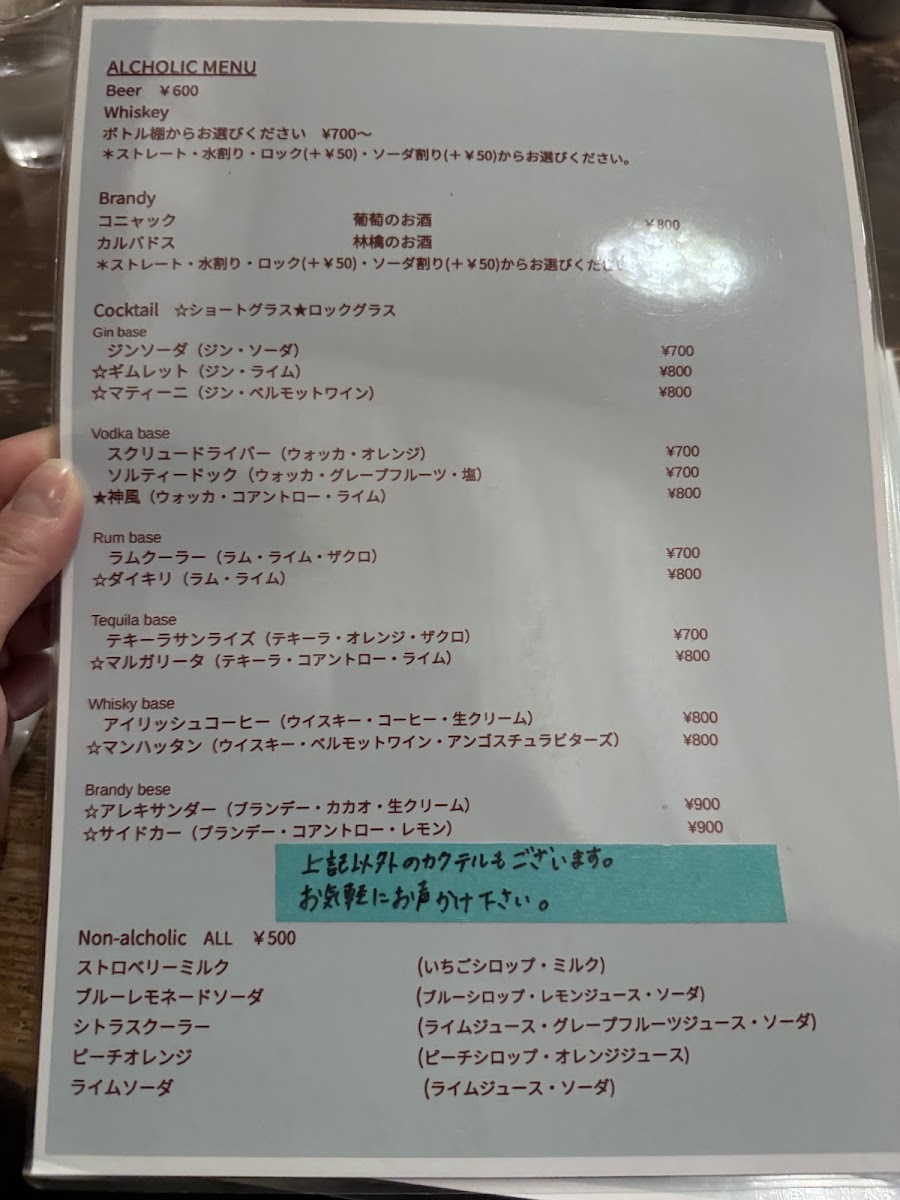 ALCHOLIC MENU
Beer ¥600
Whiskey
ボトル棚からお選びください ¥700～
＊ストレート・水割り・ロック(＋¥50)・ソーダ割り(＋¥50)からお選びください。
Brandy
コニャック 葡萄のお酒 ¥800
カルバドス 林檎のお酒
＊ストレート・水割り・ロック(＋¥50)・ソーダ割り(＋¥50)からお選びくだ
Cocktail ☆ショートグラス★ロックグラス
Gin base
ジンソーダ（ジン・ソーダ） ¥700
☆ギムレット（ジン・ライム） ¥800
☆マティーニ（ジン・ベルモットワイン） ¥800
Vodka base
スクリュードライバー（ウォッカ・オレンジ） ¥700
ソルティードック（ウォッカ・グレープフルーツ・塩） ¥700
★神風（ウォッカ・コアントロー・ライム） ¥800
Rum base
ラムクーラー（ラム・ライム・ザクロ） ¥700
☆ダイキリ（ラム・ライム） ¥800
Tequila base
テキーラサンライズ（テキーラ・オレンジ・ザクロ） ¥700
☆マルガリータ（テキーラ・コアントロー・ライム） ¥800
Whisky base
アイリッシュコーヒー（ウイスキー・コーヒー・生クリーム） ¥800
☆マンハッタン（ウイスキー・ベルモットワイン・アンゴスチュラビターズ） ¥800
Brandy bese
☆アレキサンダー（ブランデー・カカオ・生クリーム） 。 ¥900
☆サイドカー（ブランデー・コアントロー・レモン） ¥900
上記以外のカクテルもございます。
お気軽にお声かけ下さい。
Non-alcholic ALL ¥500
ストロベリーミルク (いちごシロップ・ミルク)
ブルーレモネードソーダ (ブルーシロップ・レモンジュース・ソーダ)
シトラスクーラー (ライムジュース・グレープフルーツジュース・ソーダ)
ピーチオレンジ (ピーチシロップ・オレンジジュース)
ライムソーダ (ライムジュース・ソーダ)